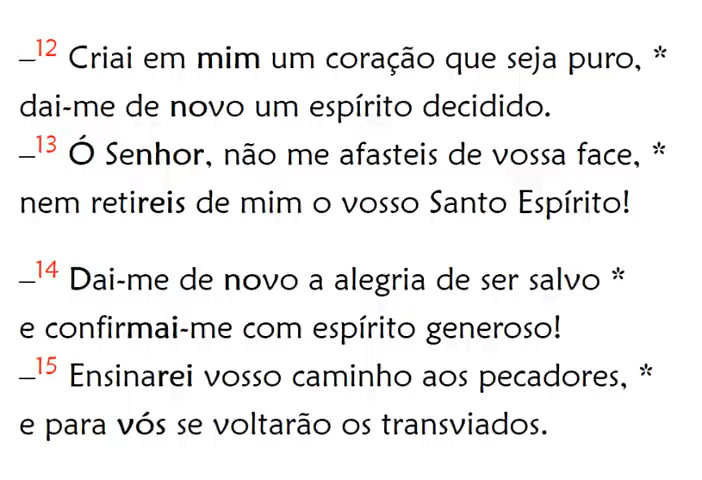 –12 Criai em mim um coração que seja puro, *
dai-me de novo um espírito decidido.
–13 Ó Senhor, não me afasteis de vossa face, *
nem retireis de mim o vosso Santo Espírito!
–14 Dai-me de novo a alegria de ser salvo *
e confirmai-me com espírito generoso!
–15 Ensinarei vosso caminho aos pecadores, *
e para vós se voltarão os transviados.